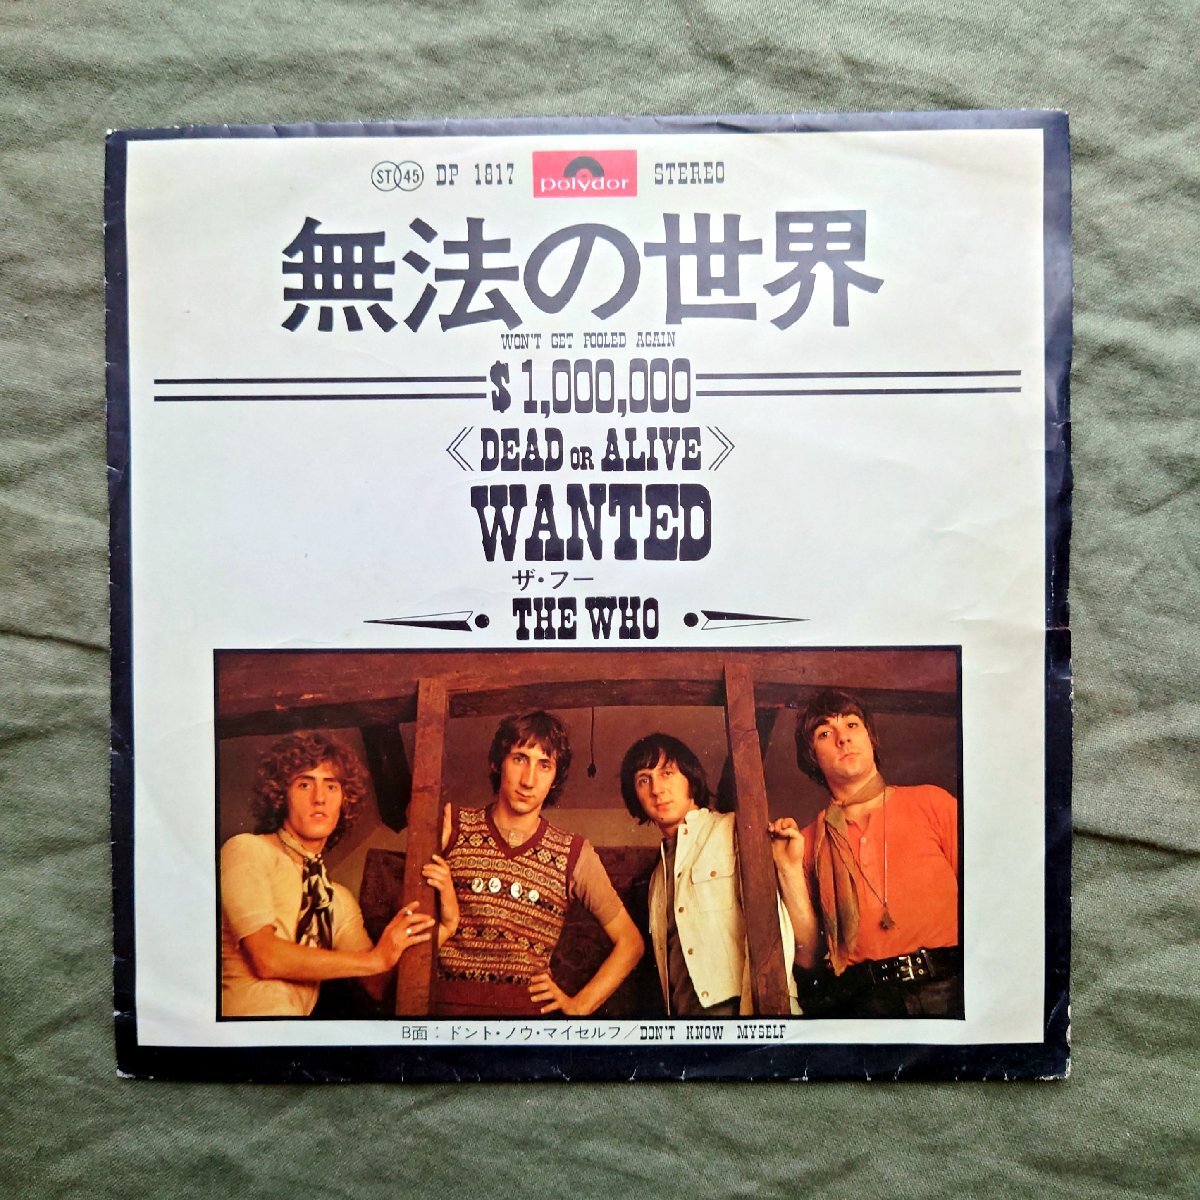 ST 45 DP 1817 polydor STEREO
無法の世界
WON'T GET FOOLED AGAIN
$1,000,000
《DEAD OR ALIVE》
WANTED
ザ・フー
THE WHO
B面：ドント・ノウ・マイセルフ／DON'T KNOW MYSELF